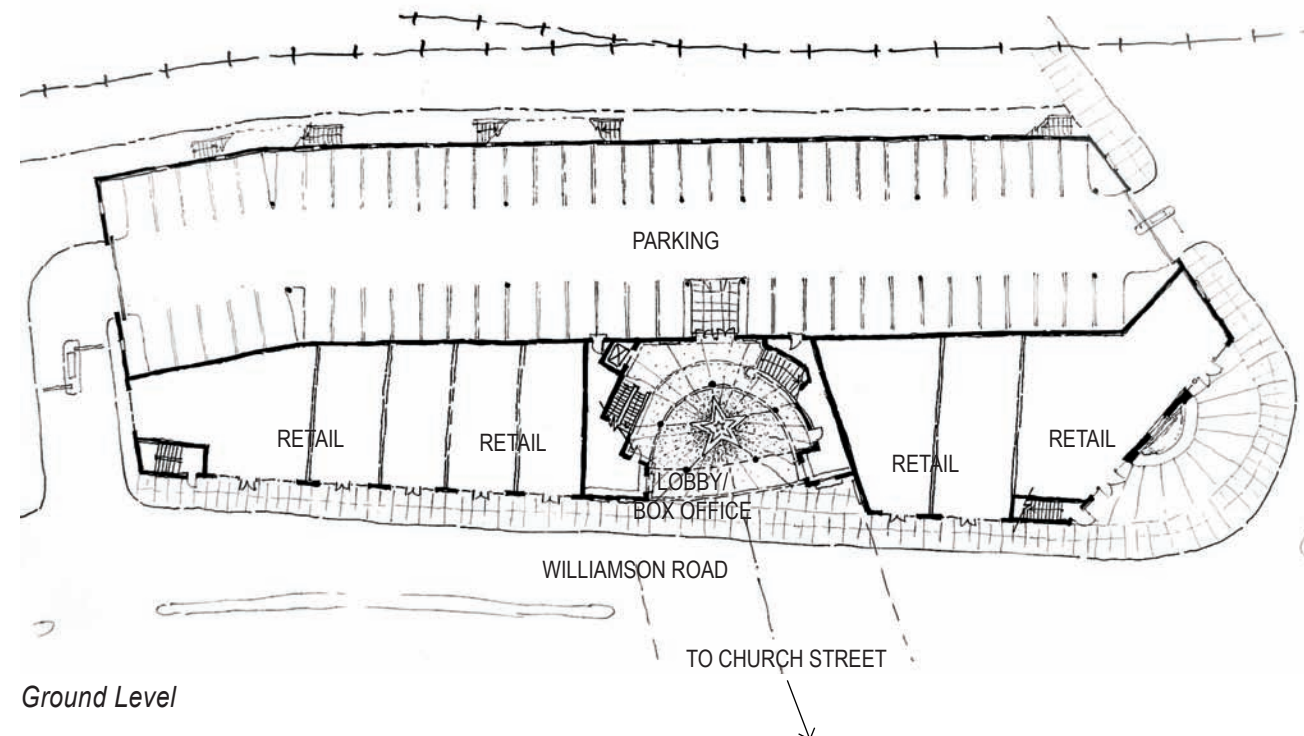 PARKING
RETAIL
RETAIL
RETAIL
RETAIL
LOBBY/
BOX OFFICE
WILLIAMSON ROAD
TO CHURCH STREET
Ground Level